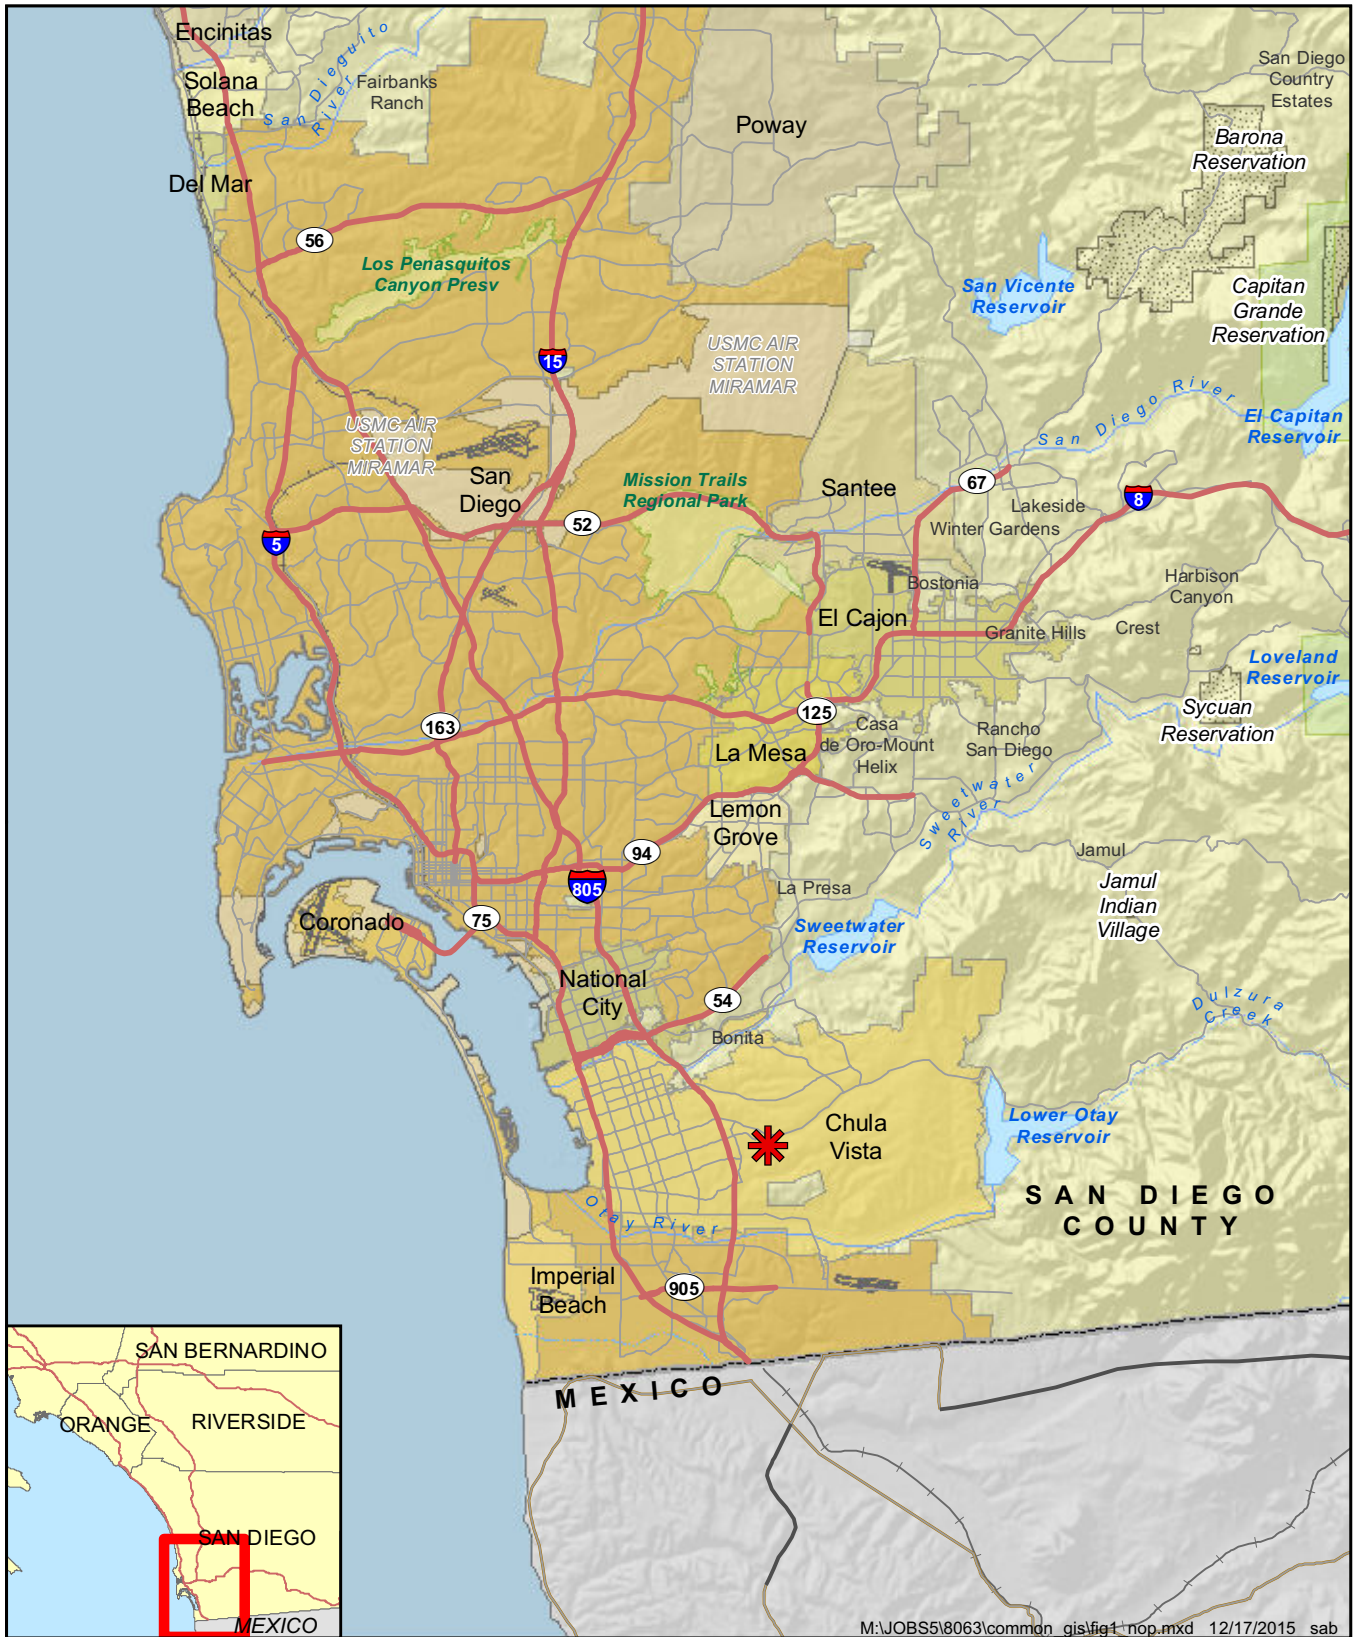 Encinitas
Solana
Beach
San Dieguito
River
Fairbanks
Ranch
Poway
San Diego
Country
Estates
Barona
Reservation
Del Mar
56
Los Penasquitos
Canyon Presv
San Vicente
Reservoir
Capitan
Grande
Reservation
15
USMC AIR
STATION
MIRAMAR
USMC AIR
STATION
MIRAMAR
San Diego River
El Capitan
Reservoir
San
Diego
Mission Trails
Regional Park
Santee
67
8
Lakeside
Winter Gardens
52
5
Bostonia
Harbison
Canyon
El Cajon
Granite Hills
Crest
Loveland
Reservoir
Sycuan
Reservation
163
125
Casa
de Oro-Mount
Helix
Rancho
San Diego
La Mesa
Sweetwater
River
Lemon
Grove
94
Jamul
805
La Presa
Jamul
Indian
Village
Coronado
75
Sweetwater
Reservoir
National
City
54
Dulzura
Creek
Bonita
Chula
Vista
Lower Otay
Reservoir
SAN DIEGO
COUNTY
Otay River
Imperial
Beach
905
MEXICO
SAN BERNARDINO
ORANGE
RIVERSIDE
SAN DIEGO
MEXICO
M:\JOBS5\8063\common_gis\fig1_nop.mxd 12/17/2015 sab